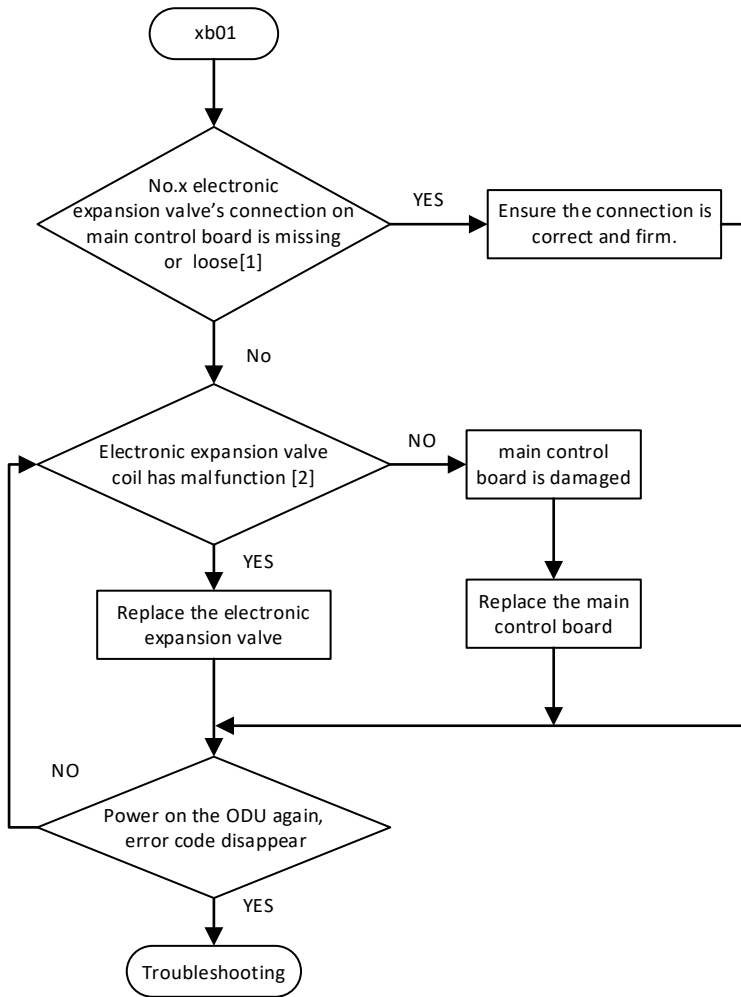 xb01
No.x electronic
expansion valve’s connection on
main control board is missing
or loose[1]
YES
Ensure the connection is
correct and firm.
No
Electronic expansion valve
coil has malfunction [2]
NO
main control
board is damaged
YES
Replace the electronic
expansion valve
Replace the main
control board
NO
Power on the ODU again,
error code disappear
YES
Troubleshooting